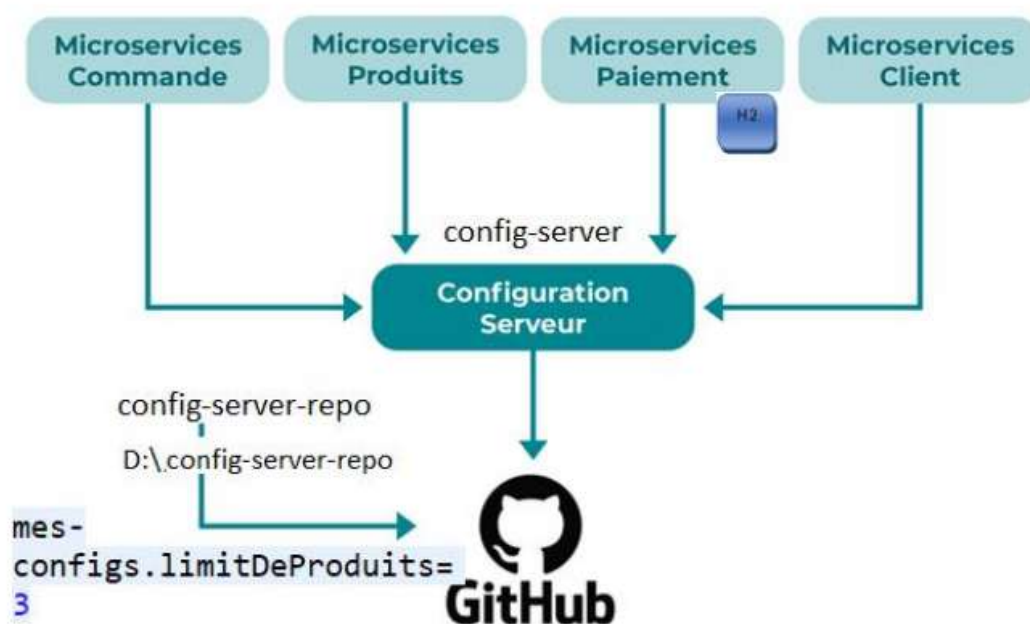 Microservices
Commande
Microservices
Produits
Microservices
Paiement
Microservices
Client
H2
config-server
Configuration
Serveur
config-server-repo
D:\config-server-repo
mes-
configs.limitDeProduits=
3
GitHub